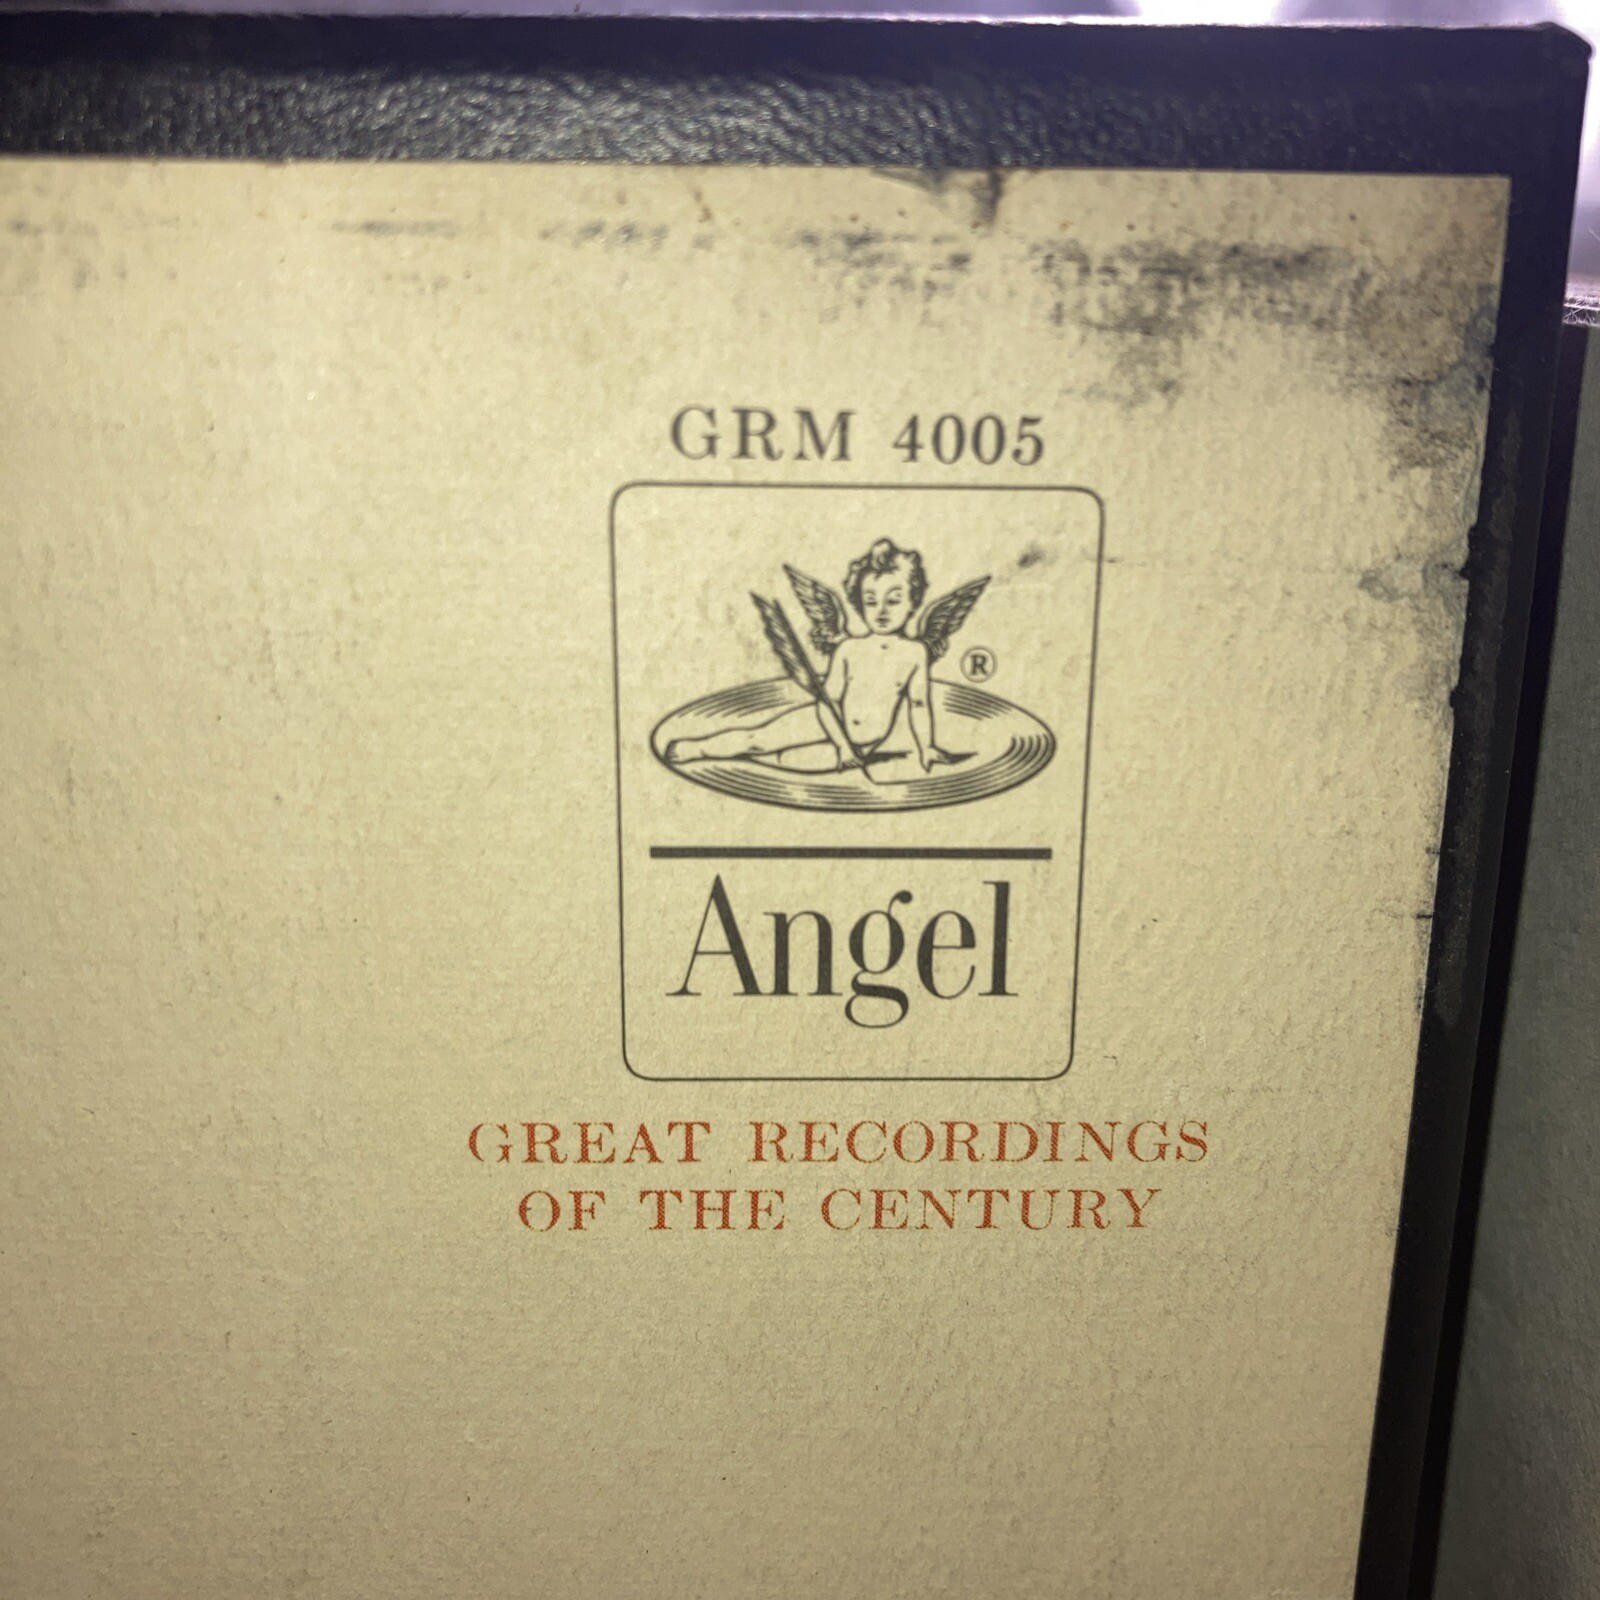 GRM 4005
®
Angel
GREAT RECORDINGS
OF THE CENTURY